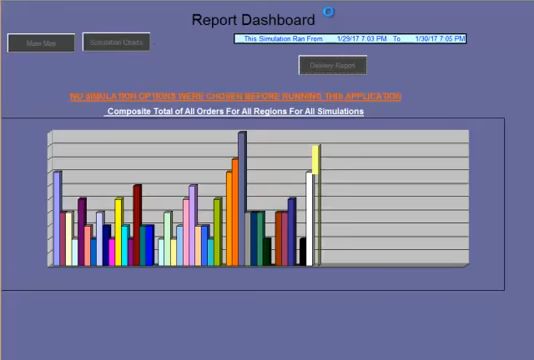 Report Dashboard
Main Map
Simulation Charts
This Simulation Ran From 1/29/17 7:03 PM To 1/30/17 7:05 PM
Report
NO SIMULATION OPTIONS WERE CHOSEN BEFORE RUNNING THIS APPLICATION
Composite Total of All Orders For All Regions For All Simulations